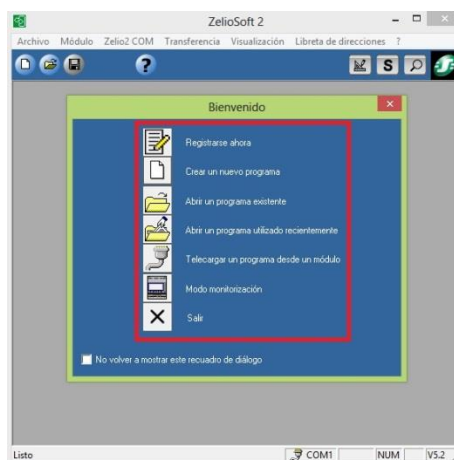 ZelioSoft 2
Archivo Módulo Zelio2 COM Transferencia Visualización Libreta de direcciones ?
? S
Bienvenido
Registrarse ahora
Crear un nuevo programa
Abrir un programa existente
Abrir un programa utilizado recientemente
Telecargar un programa desde un módulo
Modo monitorización
Salir
No volver a mostrar este recuadro de diálogo
Listo COM1 NUM V5.2